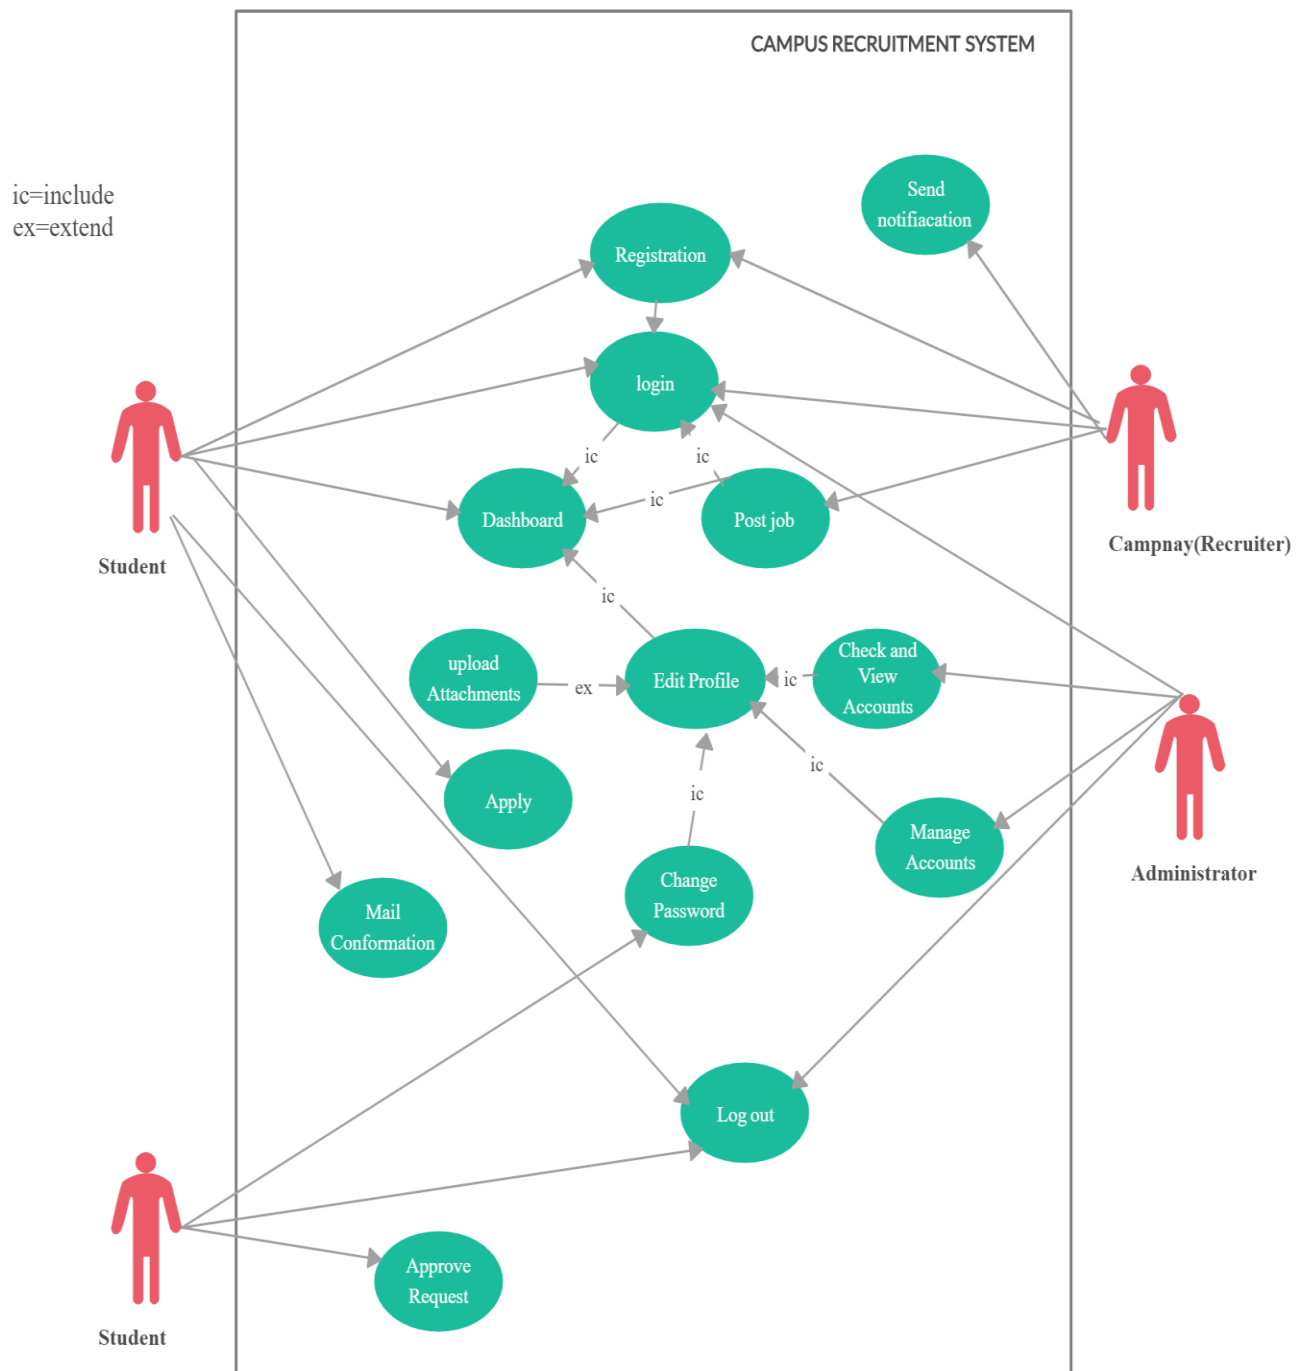 CAMPUS RECRUITMENT SYSTEM
ic=include
ex=extend
Send
notifiacation
Registration
login
ic
ic
ic
Dashboard
Post job
Student
Campnay(Recruiter)
ic
upload
Attachments
ex
Edit Profile
ic
Check and
View
Accounts
ic
ic
Apply
Manage
Accounts
Administrator
Change
Password
Mail
Conformation
Log out
Approve
Request
Student